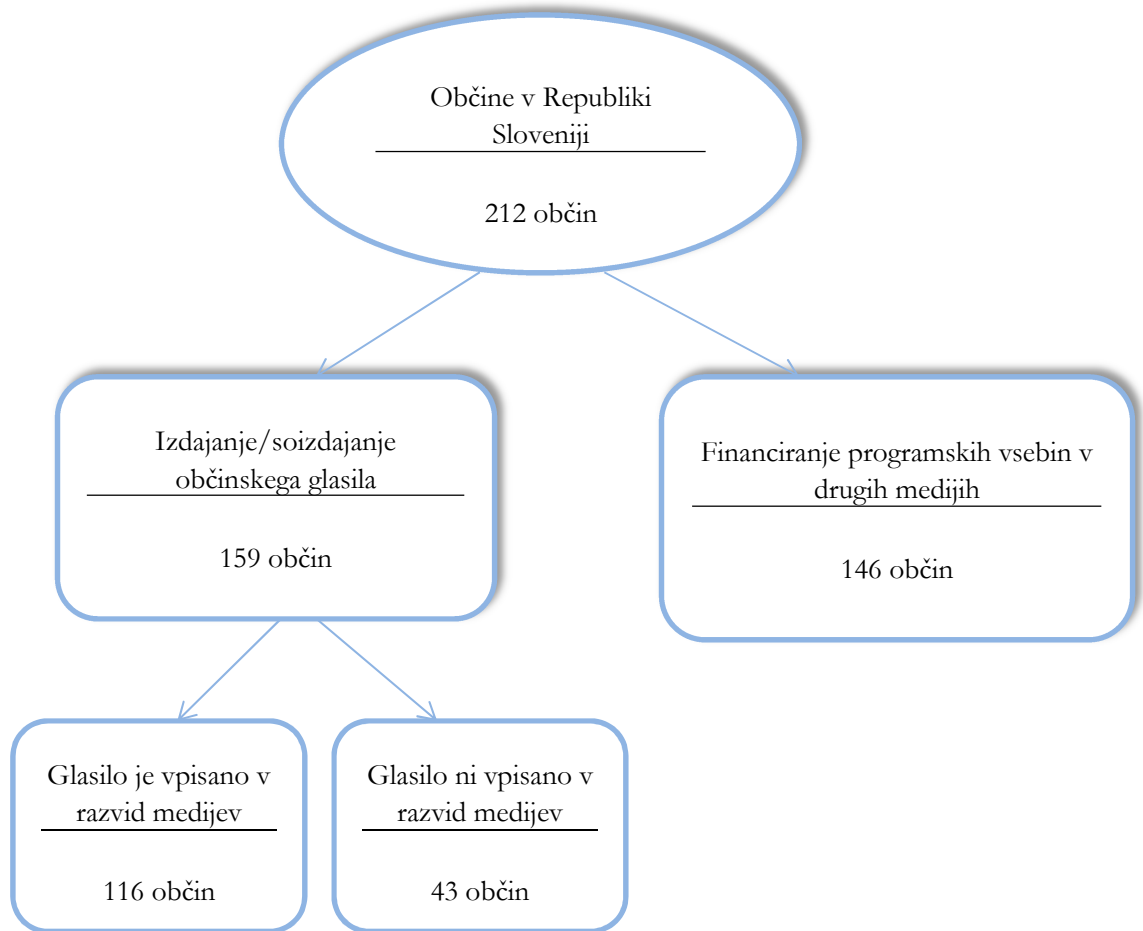 Občine v Republiki
Sloveniji
212 občin
Izdajanje/soizdajanje
občinskega glasila
159 občin
Financiranje programskih vsebin v
drugih medijih
146 občin
Glasilo je vpisano v
razvid medijev
116 občin
Glasilo ni vpisano v
razvid medijev
43 občin